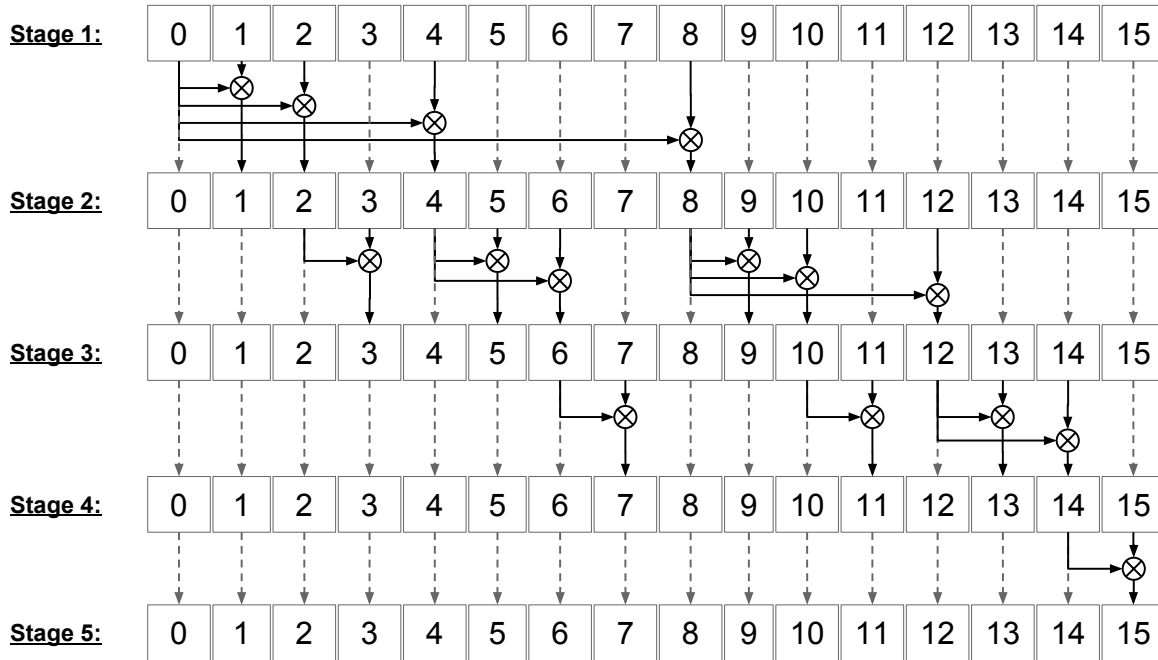 Stage 1: 0 1 2 3 4 5 6 7 8 9 10 11 12 13 14 15
Stage 2: 0 1 2 3 4 5 6 7 8 9 10 11 12 13 14 15
Stage 3: 0 1 2 3 4 5 6 7 8 9 10 11 12 13 14 15
Stage 4: 0 1 2 3 4 5 6 7 8 9 10 11 12 13 14 15
Stage 5: 0 1 2 3 4 5 6 7 8 9 10 11 12 13 14 15